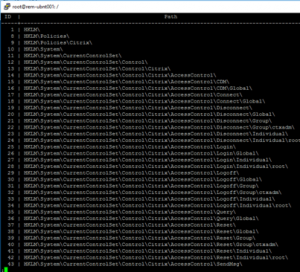 root@rem-ubnt001: /
ID | Path
1 | HKLM\
8 | HKLM\Policies\
9 | HKLM\Policies\Citrix\
10 | HKLM\System\
11 | HKLM\System\CurrentControlSet\
12 | HKLM\System\CurrentControlSet\Control\
13 | HKLM\System\CurrentControlSet\Control\Citrix\
14 | HKLM\System\CurrentControlSet\Control\Citrix\AccessControl\
15 | HKLM\System\CurrentControlSet\Control\Citrix\AccessControl\CDM\
16 | HKLM\System\CurrentControlSet\Control\Citrix\AccessControl\CDM\Global\
17 | HKLM\System\CurrentControlSet\Control\Citrix\AccessControl\Connect\
18 | HKLM\System\CurrentControlSet\Control\Citrix\AccessControl\Connect\Global\
19 | HKLM\System\CurrentControlSet\Control\Citrix\AccessControl\Disconnect\
20 | HKLM\System\CurrentControlSet\Control\Citrix\AccessControl\Disconnect\Global\
21 | HKLM\System\CurrentControlSet\Control\Citrix\AccessControl\Disconnect\Group\
22 | HKLM\System\CurrentControlSet\Control\Citrix\AccessControl\Disconnect\Group\ctxadm\
23 | HKLM\System\CurrentControlSet\Control\Citrix\AccessControl\Disconnect\Individual\
24 | HKLM\System\CurrentControlSet\Control\Citrix\AccessControl\Disconnect\Individual\root\
25 | HKLM\System\CurrentControlSet\Control\Citrix\AccessControl\Login\
26 | HKLM\System\CurrentControlSet\Control\Citrix\AccessControl\Login\Global\
27 | HKLM\System\CurrentControlSet\Control\Citrix\AccessControl\Login\Individual\
28 | HKLM\System\CurrentControlSet\Control\Citrix\AccessControl\Login\Individual\root\
29 | HKLM\System\CurrentControlSet\Control\Citrix\AccessControl\Logoff\
30 | HKLM\System\CurrentControlSet\Control\Citrix\AccessControl\Logoff\Global\
31 | HKLM\System\CurrentControlSet\Control\Citrix\AccessControl\Logoff\Group\
32 | HKLM\System\CurrentControlSet\Control\Citrix\AccessControl\Logoff\Group\ctxadm\
33 | HKLM\System\CurrentControlSet\Control\Citrix\AccessControl\Logoff\Individual\
34 | HKLM\System\CurrentControlSet\Control\Citrix\AccessControl\Logoff\Individual\root\
35 | HKLM\System\CurrentControlSet\Control\Citrix\AccessControl\Query\
36 | HKLM\System\CurrentControlSet\Control\Citrix\AccessControl\Query\Global\
37 | HKLM\System\CurrentControlSet\Control\Citrix\AccessControl\Reset\
38 | HKLM\System\CurrentControlSet\Control\Citrix\AccessControl\Reset\Global\
39 | HKLM\System\CurrentControlSet\Control\Citrix\AccessControl\Reset\Group\
40 | HKLM\System\CurrentControlSet\Control\Citrix\AccessControl\Reset\Group\ctxadm\
41 | HKLM\System\CurrentControlSet\Control\Citrix\AccessControl\Reset\Individual\
42 | HKLM\System\CurrentControlSet\Control\Citrix\AccessControl\Reset\Individual\root\
43 | HKLM\System\CurrentControlSet\Control\Citrix\AccessControl\SendMsg\